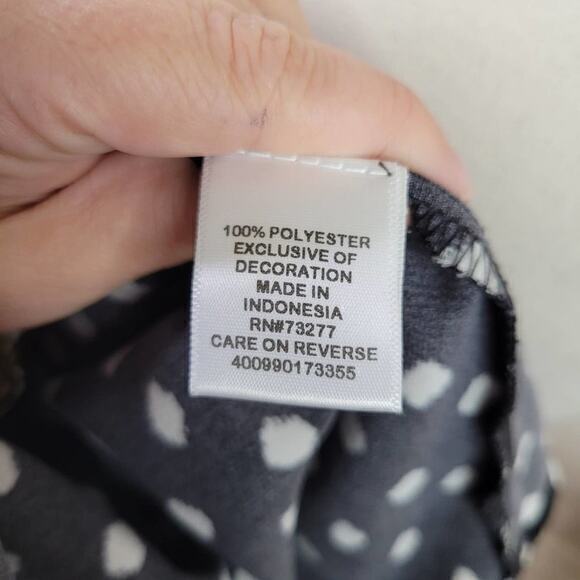 100% POLYESTER
EXCLUSIVE OF
DECORATION
MADE IN
INDONESIA
RN#73277
CARE ON REVERSE
400990173355